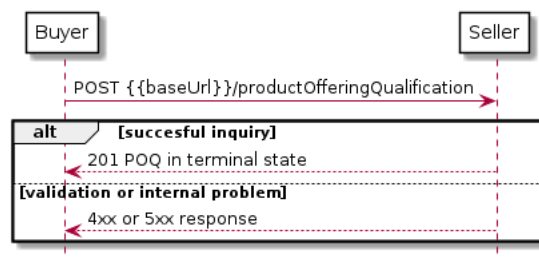 Buyer
Seller
POST {{baseUrl}}/productOfferingQualification
alt [succesful inquiry]
201 POQ in terminal state
[validation or internal problem]
4xx or 5xx response